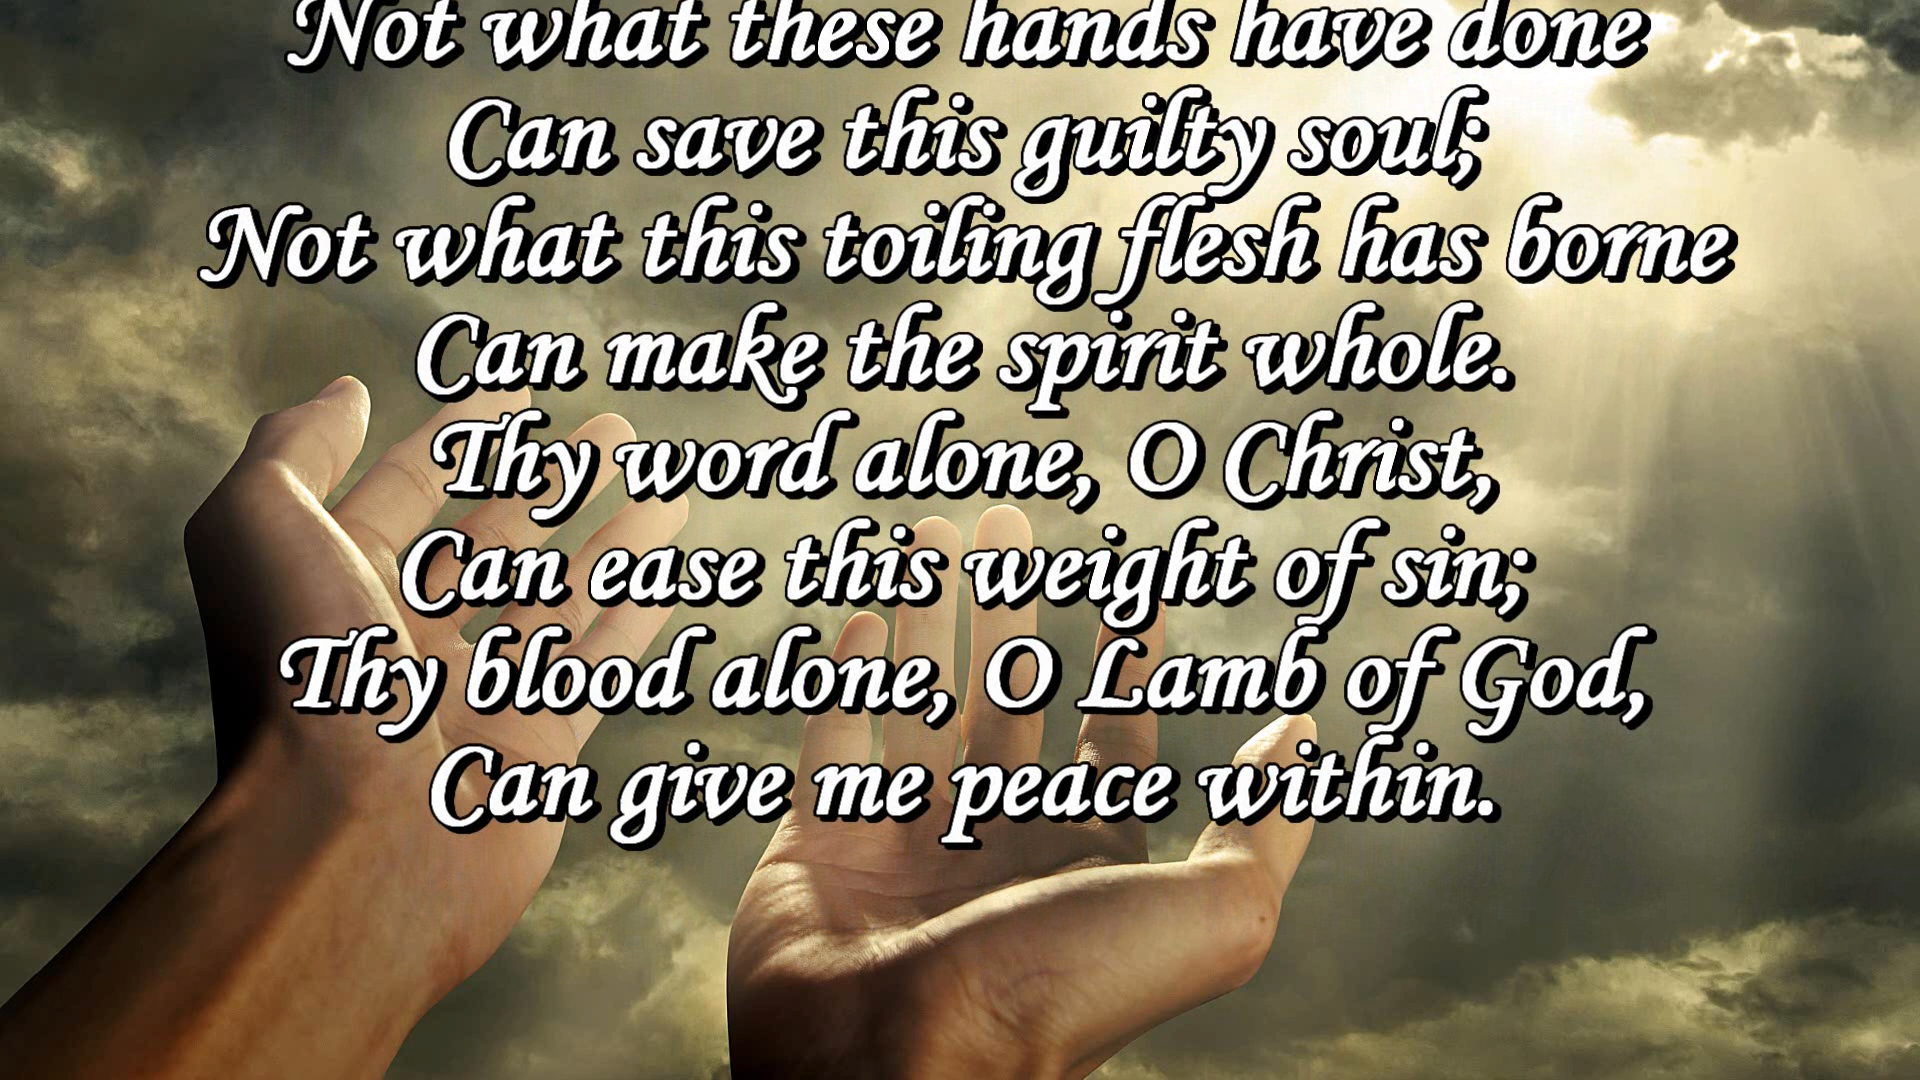 Not what these hands have done
Can save this guilty soul;
Not what this toiling flesh has borne
Can make the spirit whole.
Thy word alone, O Christ,
Can ease this weight of sin;
Thy blood alone, O Lamb of God,
Can give me peace within.